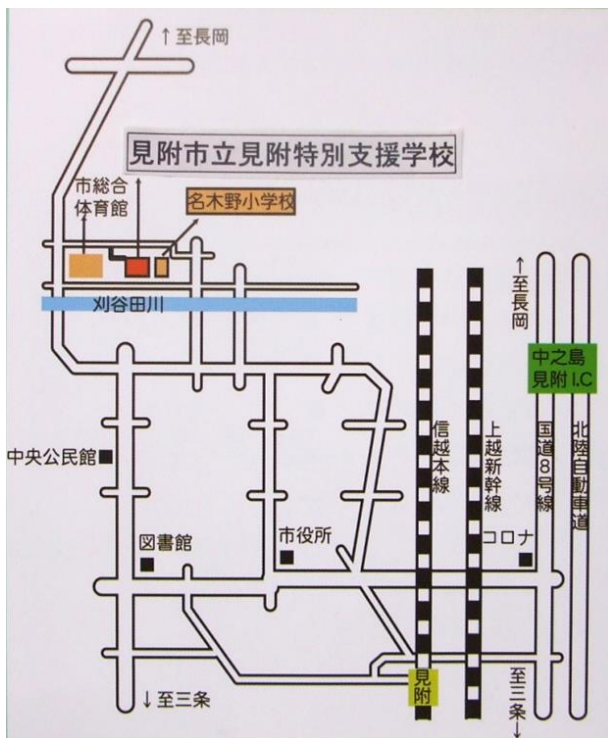 ↑至長岡
見附市立見附特別支援学校
市総合
体育館
名木野小学校
刈谷田川
↑至長岡
中之島
見附I.C
信越本線
上越新幹線
国道8号線
北陸自動車道
中央公民館
図書館
市役所
コロナ
見附
↓至三条
至三条↓